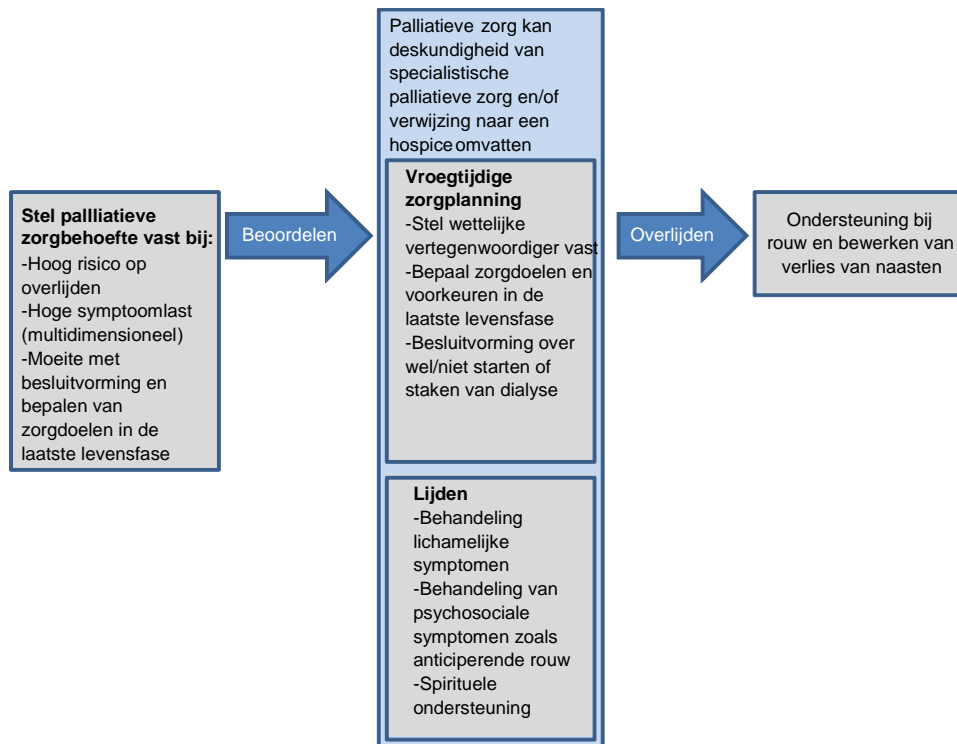 Stel pallliatieve
zorgbehoefte vast bij:
-Hoog risico op
overlijden
-Hoge symptoomlast
(multidimensioneel)
-Moeite met
besluitvorming en
bepalen van
zorgdoelen in de
laatste levensfase
Beoordelen
Palliatieve zorg kan
deskundigheid van
specialistische
palliatieve zorg en/of
verwijzing naar een
hospice omvatten
Vroegtijdige
zorgplanning
-Stel wettelijke
vertegenwoordiger vast
-Bepaal zorgdoelen en
voorkeuren in de
laatste levensfase
-Besluitvorming over
wel/niet starten of
staken van dialyse
Lijden
-Behandeling
lichamelijke
symptomen
-Behandeling van
psychosociale
symptomen zoals
anticiperende rouw
-Spirituele
ondersteuning
Overlijden
Ondersteuning bij
rouw en bewerken van
verlies van naasten